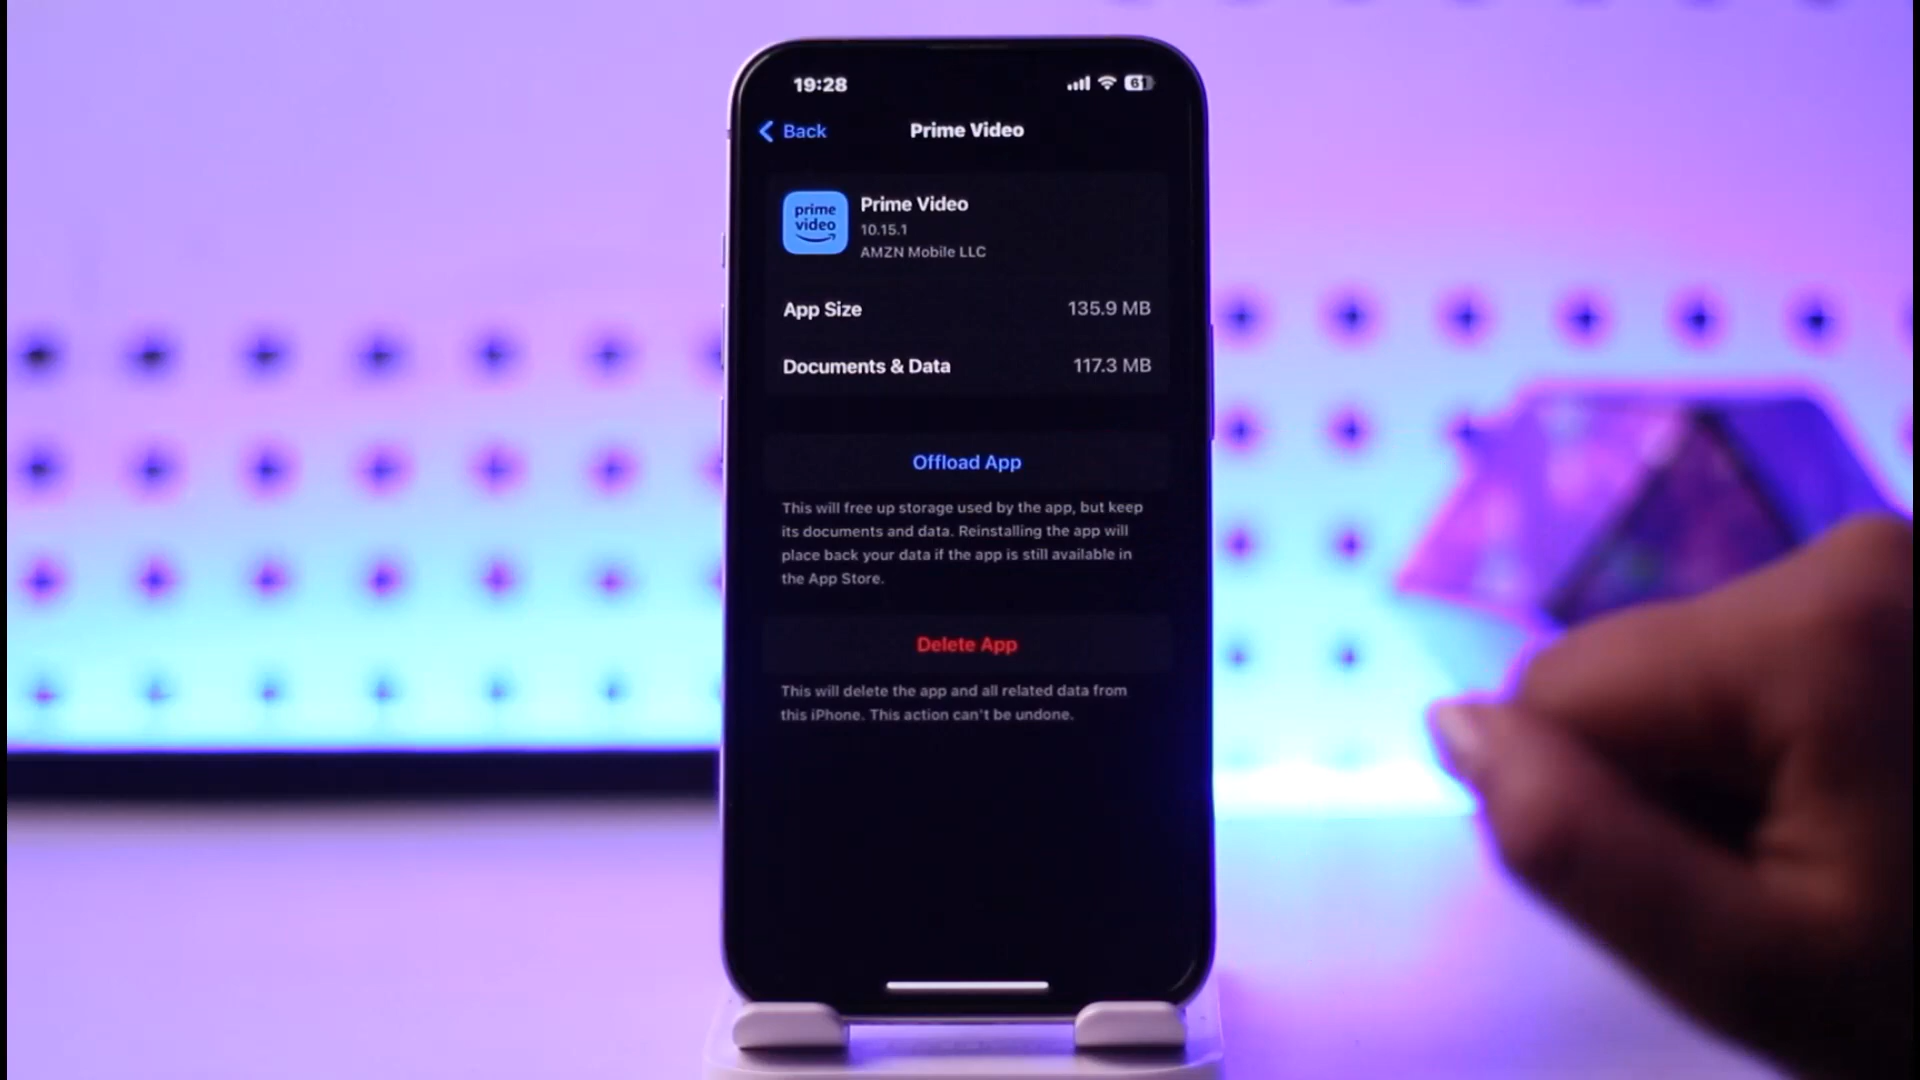 19:28
61
Back
Prime Video
prime
video
Prime Video
10.15.1
AMZN Mobile LLC
App Size
135.9 MB
Documents & Data
117.3 MB
Offload App
This will free up storage used by the app, but keep
its documents and data. Reinstalling the app will
place back your data if the app is still available in
the App Store.
Delete App
This will delete the app and all related data from
this iPhone. This action can't be undone.